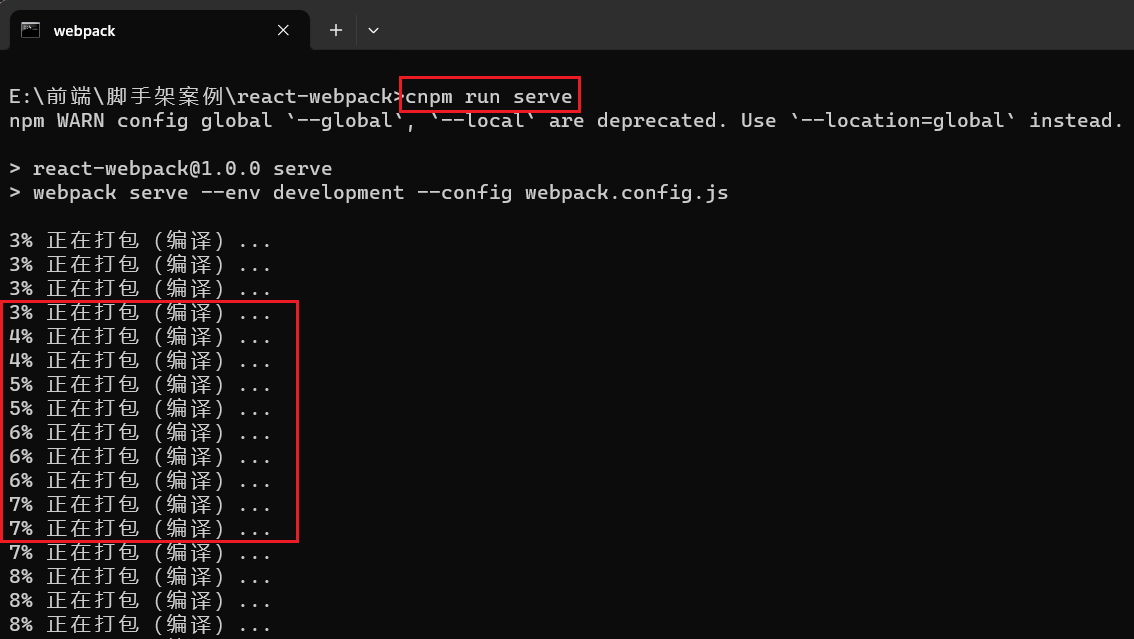 webpack
E:\前端\脚手架案例\react-webpack>cnpm run serve
npm WARN config global `--global`, `--local` are deprecated. Use `--location=global` instead.
> react-webpack@1.0.0 serve
> webpack serve --env development --config webpack.config.js
3% 正在打包（编译）...
3% 正在打包（编译）...
3% 正在打包（编译）...
3% 正在打包（编译）...
4% 正在打包（编译）...
4% 正在打包（编译）...
5% 正在打包（编译）...
5% 正在打包（编译）...
6% 正在打包（编译）...
6% 正在打包（编译）...
6% 正在打包（编译）...
7% 正在打包（编译）...
7% 正在打包（编译）...
7% 正在打包（编译）...
8% 正在打包（编译）...
8% 正在打包（编译）...
8% 正在打包（编译）...